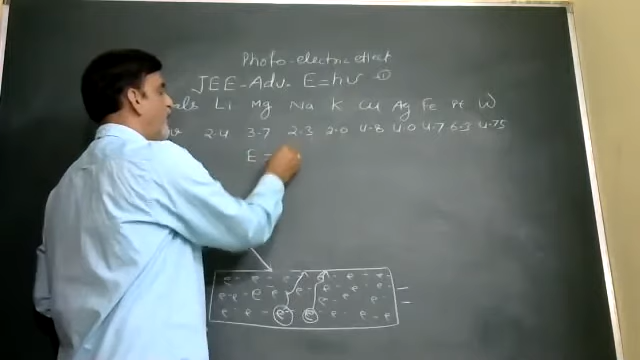 Photo-electric effect
JEE-Adv- E=hν -①
Li Mg Na K Cu Ag Fe Pt W
2-4 3-7 2-3 2-0 4-8 4-0 4-7 6-3 4-75
E =
e- e- e- e- e- e- e- e-
e- e- e- e- e- e- e- e-
e- e- e- e- e- e- e- e-